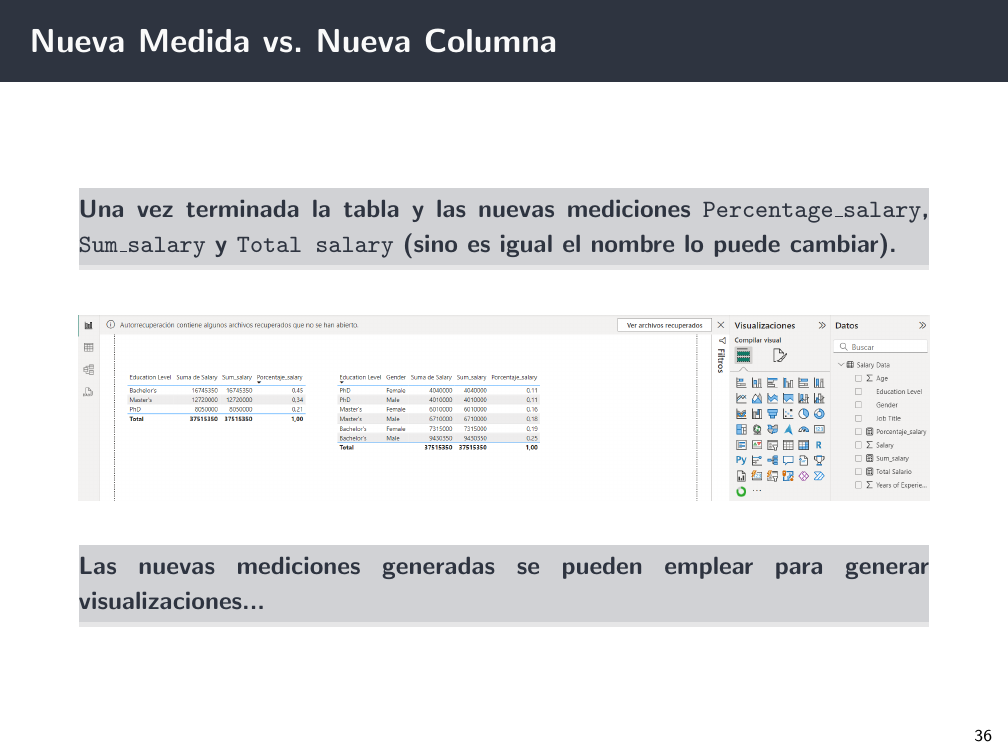 Nueva Medida vs. Nueva Columna
Una vez terminada la tabla y las nuevas mediciones Percentage_salary,
Sum_salary y Total salary (sino es igual el nombre lo puede cambiar).
Autorrecuperación contiene algunos archivos recuperados que no se han abierto.
Ver archivos recuperados
Education Level Suma de Salary Sum_salary Porcentaje_salary
Bachelor's 16745350 16745350 0,45
Master's 12720000 12720000 0,34
PhD 8050000 8050000 0,21
Total 37515350 37515350 1,00
Education Level Gender Suma de Salary Sum_salary Porcentaje_salary
PhD Female 4040000 4040000 0,11
PhD Male 4010000 4010000 0,11
Master's Female 6010000 6010000 0,16
Master's Male 6710000 6710000 0,18
Bachelor's Female 7315000 7315000 0,19
Bachelor's Male 9430350 9430350 0,25
Total 37515350 37515350 1,00
Filtros
Visualizaciones
Compilar visual
R
Py
...
Datos
Buscar
Salary Data
Age
Education Level
Gender
Job Title
Porcentaje_salary
Salary
Sum_salary
Total Salario
Years of Experie...
Las nuevas mediciones generadas se pueden emplear para generar
visualizaciones...
36